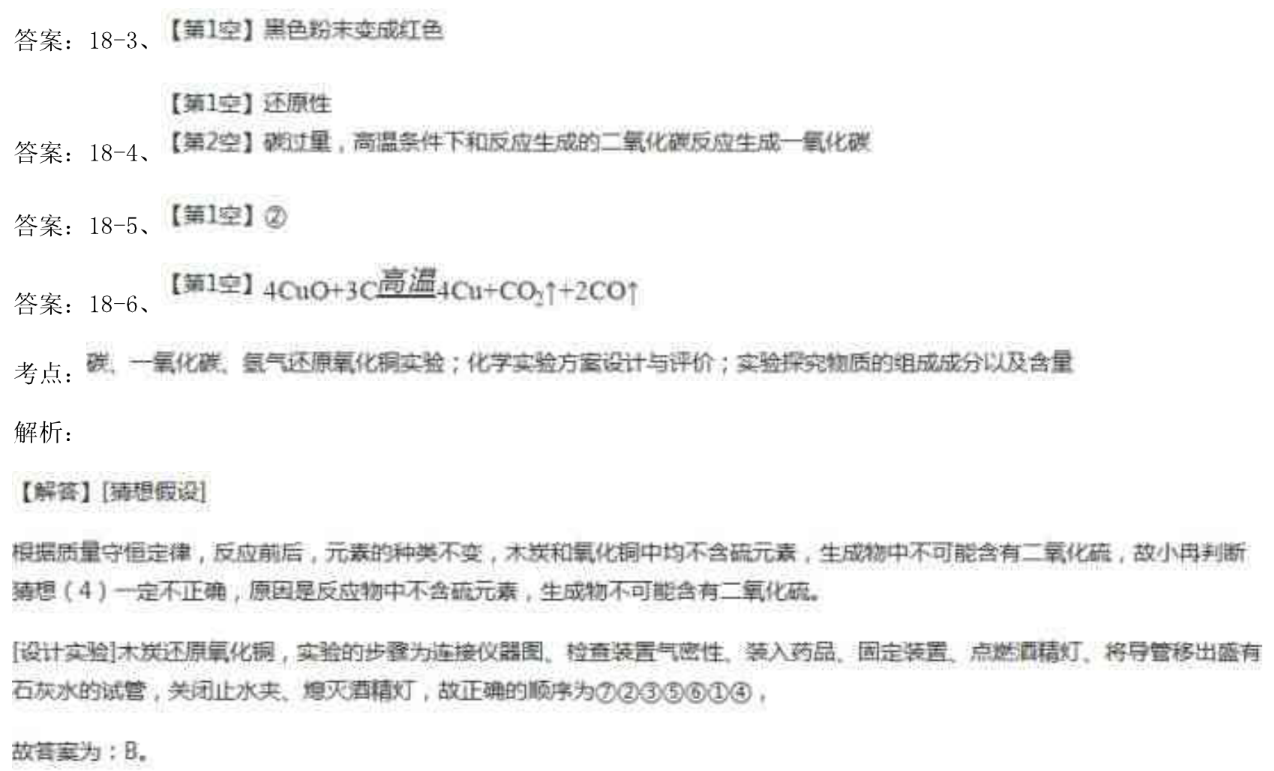 答案：18-3、【第1空】黑色粉末变成红色
【第1空】还原性
答案：18-4、【第2空】碳过量，高温条件下和反应生成的二氧化碳反应生成一氧化碳
答案：18-5、【第1空】②
答案：18-6、【第1空】4CuO+3C高温4Cu+CO₂↑+2CO↑
考点：碳、一氧化碳、氢气还原氧化铜实验；化学实验方案设计与评价；实验探究物质的组成成分以及含量
解析：
【解答】[猜想假设]
根据质量守恒定律，反应前后，元素的种类不变，木炭和氧化铜中均不含硫元素，生成物中不可能含有二氧化硫，故小冉判断
猜想（4）一定不正确，原因是反应物中不含硫元素，生成物不可能含有二氧化硫。
[设计实验]木炭还原氧化铜，实验的步骤为连接仪器图、检查装置气密性、装入药品、固定装置、点燃酒精灯、将导管移出盛有
石灰水的试管，关闭止水夹、熄灭酒精灯，故正确的顺序为⑦②③⑤⑥①④，
故答案为：B。